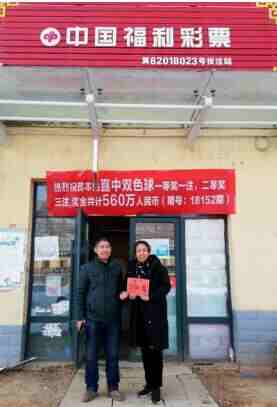 中国福利彩票
第62018023号投注站
热烈祝贺本站喜中双色球一等奖一注，二等奖
三注，奖金共计560万人民币（期号：18152期）